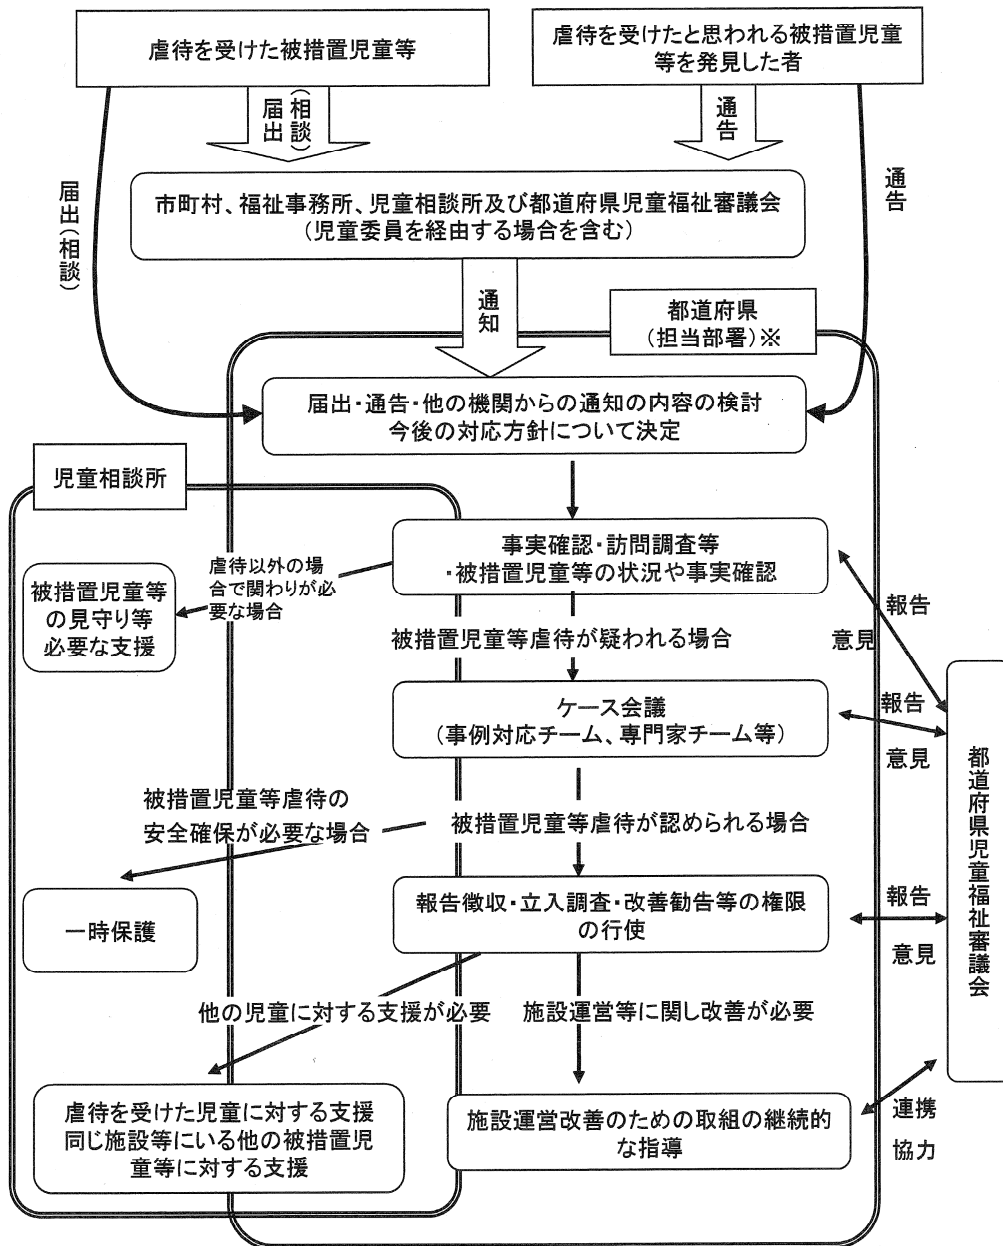 虐待を受けた被措置児童等
虐待を受けたと思われる被措置児童
等を発見した者
届出
(相談)
通告
届出(相談)
通告
市町村、福祉事務所、児童相談所及び都道府県児童福祉審議会
(児童委員を経由する場合を含む)
通知
都道府県
(担当部署)※
届出・通告・他の機関からの通知の内容の検討
今後の対応方針について決定
児童相談所
事実確認・訪問調査等
・被措置児童等の状況や事実確認
虐待以外の場
合で関わりが必
要な場合
被措置児童等
の見守り等
必要な支援
報告
意見
被措置児童等虐待が疑われる場合
ケース会議
(事例対応チーム、専門家チーム等)
報告
意見
都道府県児童福祉審議会
被措置児童等虐待の
安全確保が必要な場合
被措置児童等虐待が認められる場合
一時保護
報告徴収・立入調査・改善勧告等の権限
の行使
報告
意見
他の児童に対する支援が必要
施設運営等に関し改善が必要
虐待を受けた児童に対する支援
同じ施設等にいる他の被措置児
童等に対する支援
施設運営改善のための取組の継続的
な指導
連携
協力